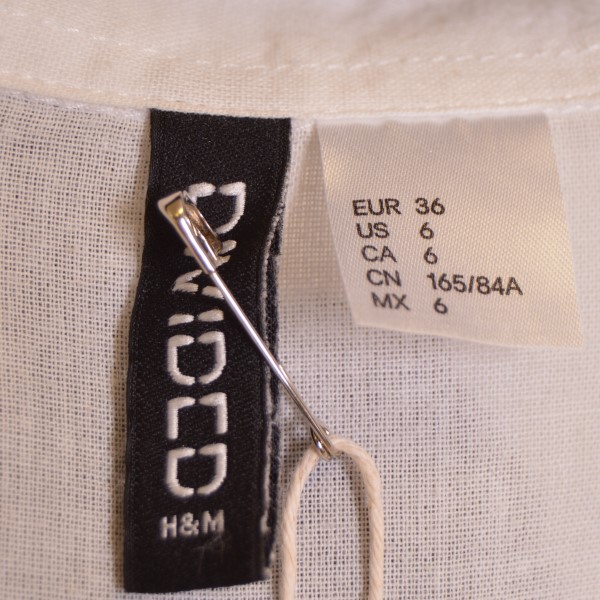 DIVIDED
H&M
EUR 36
US 6
CA 6
CN 165/84A
MX 6